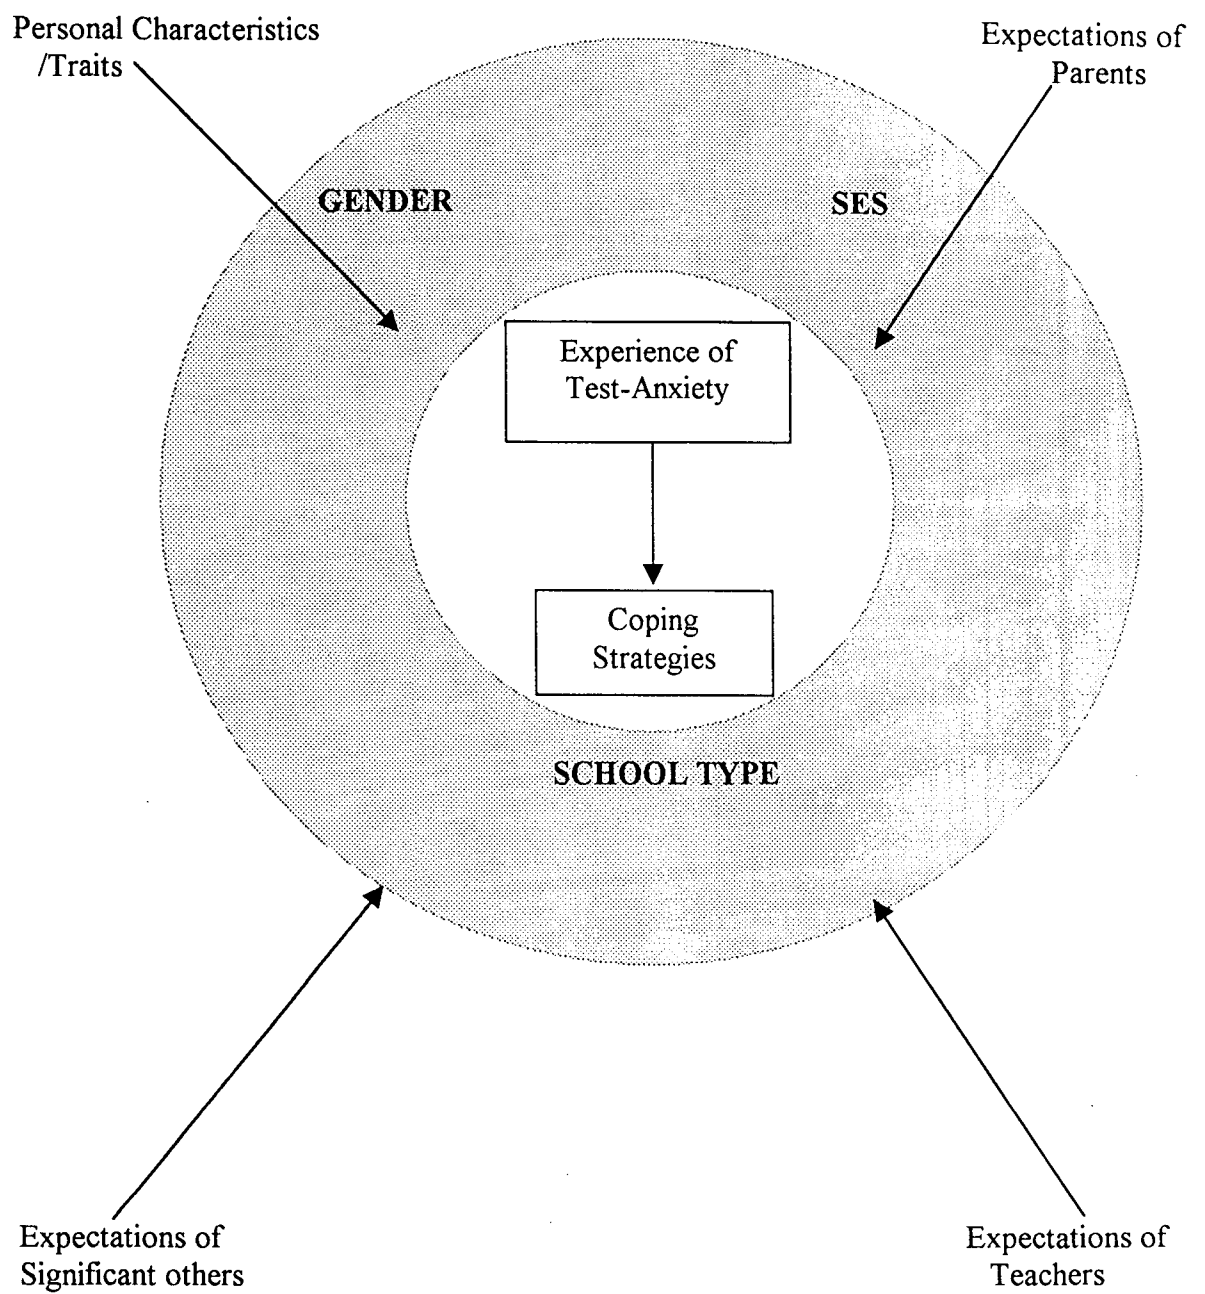 Personal Characteristics
/Traits
Expectations of
Parents
GENDER
SES
Experience of
Test-Anxiety
Coping
Strategies
SCHOOL TYPE
Expectations of
Significant others
Expectations of
Teachers